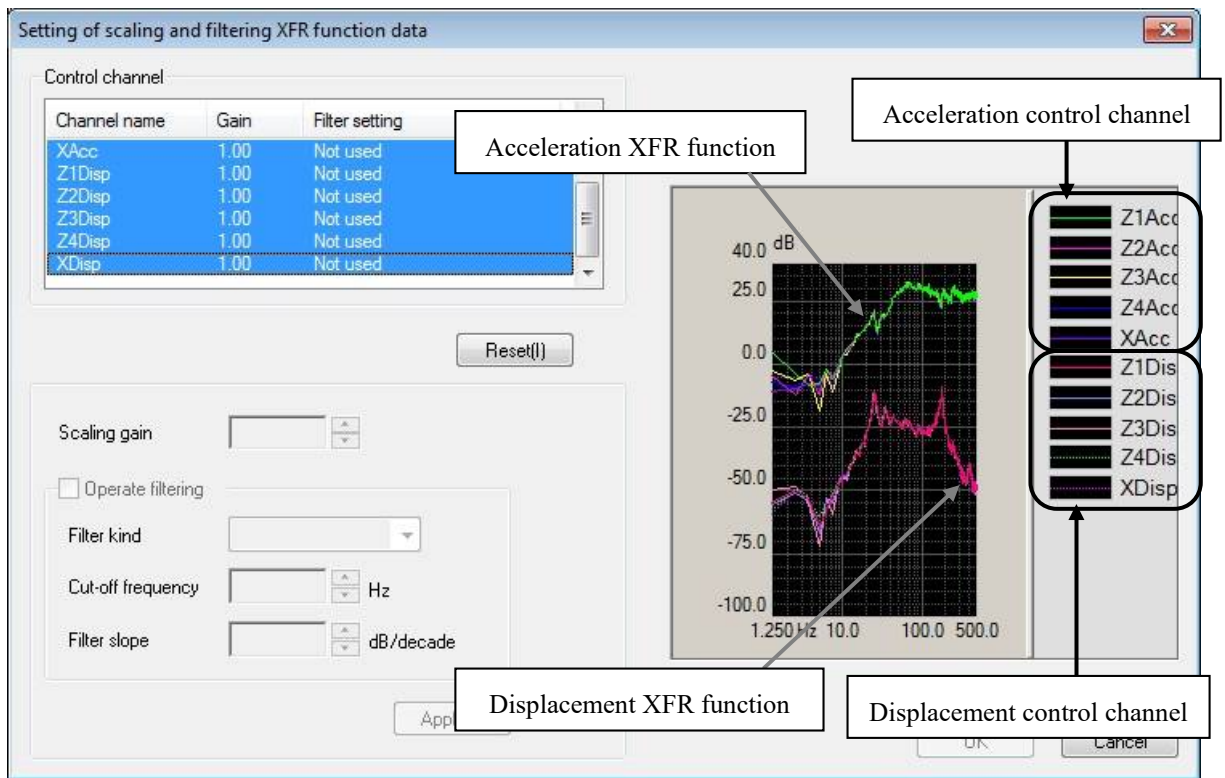 Setting of scaling and filtering XFR function data
Control channel
Channel name Gain Filter setting
XAcc 1.00 Not used
Z1Disp 1.00 Not used
Z2Disp 1.00 Not used
Z3Disp 1.00 Not used
Z4Disp 1.00 Not used
XDisp 1.00 Not used
Reset(I)
Scaling gain
Operate filtering
Filter kind
Cut-off frequency Hz
Filter slope dB/decade
Appl
Acceleration XFR function
Acceleration control channel
40.0 dB
25.0
0.0
-25.0
-50.0
-75.0
-100.0
1.250 Hz 10.0 100.0 500.0
Z1Acc
Z2Acc
Z3Acc
Z4Acc
XAcc
Z1Dis
Z2Dis
Z3Dis
Z4Dis
XDisp
Displacement XFR function
Displacement control channel
OK Cancel